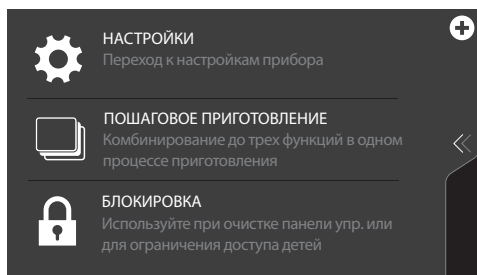 НАСТРОЙКИ
Переход к настройкам прибора
ПОШАГОВОЕ ПРИГОТОВЛЕНИЕ
Комбинирование до трех функций в одном
процессе приготовления
БЛОКИРОВКА
Используйте при очистке панели упр. или
для ограничения доступа детей